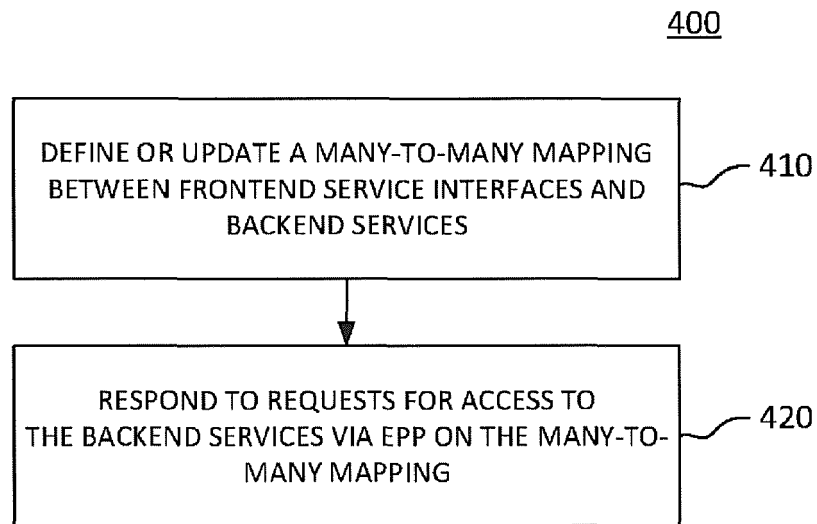 400
DEFINE OR UPDATE A MANY-TO-MANY MAPPING
BETWEEN FRONTEND SERVICE INTERFACES AND
BACKEND SERVICES
410
RESPOND TO REQUESTS FOR ACCESS TO
THE BACKEND SERVICES VIA EPP ON THE MANY-TO-
MANY MAPPING
420